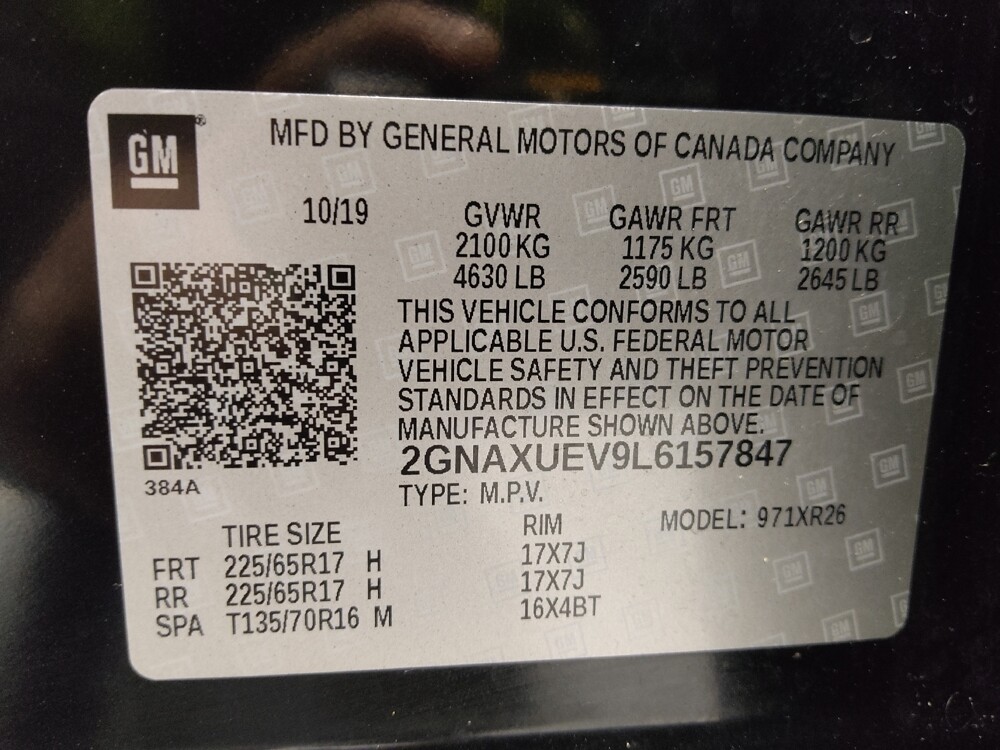 GM®
MFD BY GENERAL MOTORS OF CANADA COMPANY
10/19 GVWR GAWR FRT GAWR RR
2100 KG 1175 KG 1200 KG
4630 LB 2590 LB 2645 LB
THIS VEHICLE CONFORMS TO ALL
APPLICABLE U.S. FEDERAL MOTOR
VEHICLE SAFETY AND THEFT PREVENTION
STANDARDS IN EFFECT ON THE DATE OF
MANUFACTURE SHOWN ABOVE.
2GNAXUEV9L6157847
384A
TYPE: M.P.V.
TIRE SIZE RIM MODEL: 971XR26
FRT 225/65R17 H 17X7J
RR 225/65R17 H 17X7J
SPA T135/70R16 M 16X4BT